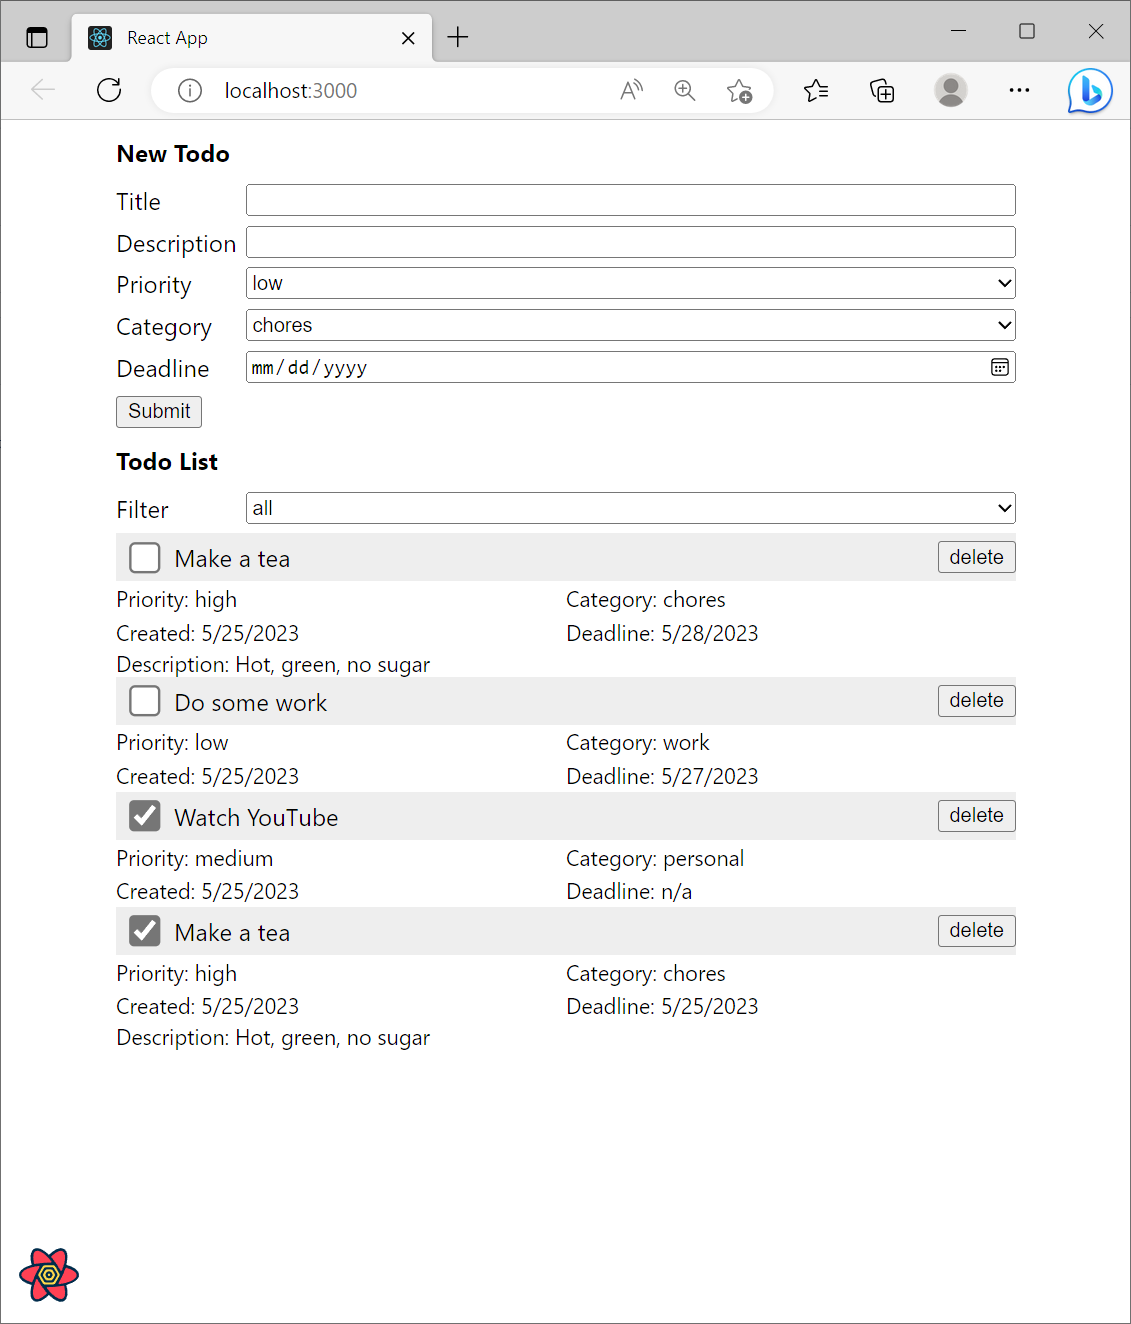 React App
localhost:3000
New Todo
Title
Description
Priority low
Category chores
Deadline mm/dd/yyyy
Submit
Todo List
Filter all
Make a tea delete
Priority: high Category: chores
Created: 5/25/2023 Deadline: 5/28/2023
Description: Hot, green, no sugar
Do some work delete
Priority: low Category: work
Created: 5/25/2023 Deadline: 5/27/2023
Watch YouTube delete
Priority: medium Category: personal
Created: 5/25/2023 Deadline: n/a
Make a tea delete
Priority: high Category: chores
Created: 5/25/2023 Deadline: 5/25/2023
Description: Hot, green, no sugar